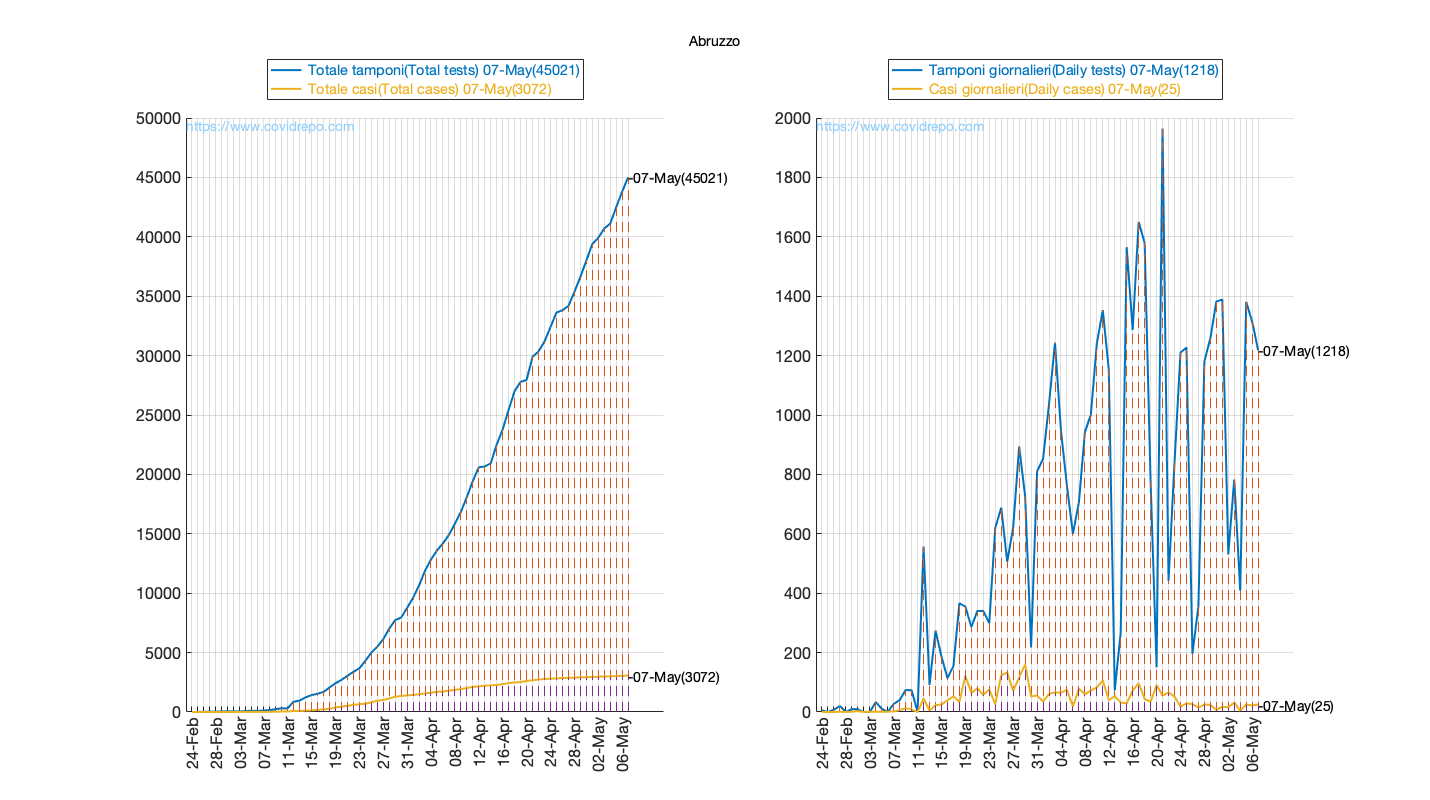 Abruzzo
Totale tamponi(Total tests) 07-May(45021)
Totale casi(Total cases) 07-May(3072)
https://www.covidrepo.com
50000
45000
40000
35000
30000
25000
20000
15000
10000
5000
0
07-May(45021)
07-May(3072)
24-Feb
28-Feb
03-Mar
07-Mar
11-Mar
15-Mar
19-Mar
23-Mar
27-Mar
31-Mar
04-Apr
08-Apr
12-Apr
16-Apr
20-Apr
24-Apr
28-Apr
02-May
06-May
Tamponi giornalieri(Daily tests) 07-May(1218)
Casi giornalieri(Daily cases) 07-May(25)
https://www.covidrepo.com
2000
1800
1600
1400
1200
1000
800
600
400
200
0
07-May(1218)
07-May(25)
24-Feb
28-Feb
03-Mar
07-Mar
11-Mar
15-Mar
19-Mar
23-Mar
27-Mar
31-Mar
04-Apr
08-Apr
12-Apr
16-Apr
20-Apr
24-Apr
28-Apr
02-May
06-May